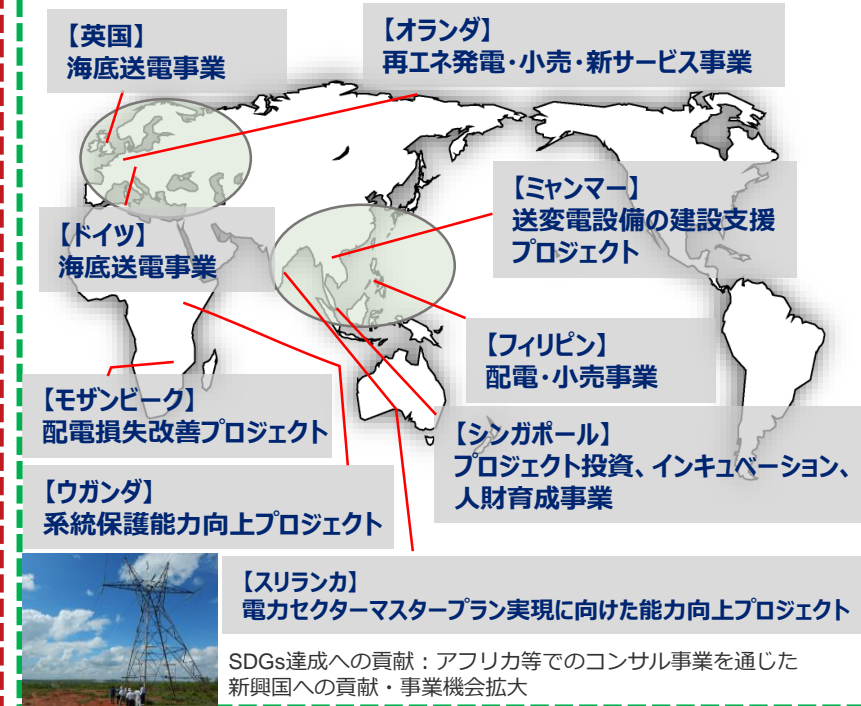 【英国】
海底送電事業
【オランダ】
再エネ発電・小売・新サービス事業
【ミャンマー】
送変電設備の建設支援
プロジェクト
【ドイツ】
海底送電事業
【フィリピン】
配電・小売事業
【モザンビーク】
配電損失改善プロジェクト
【シンガポール】
プロジェクト投資、インキュベーション、
人財育成事業
【ウガンダ】
系統保護能力向上プロジェクト
【スリランカ】
電力セクターマスタープラン実現に向けた能力向上プロジェクト
SDGs達成への貢献：アフリカ等でのコンサル事業を通じた
新興国への貢献・事業機会拡大